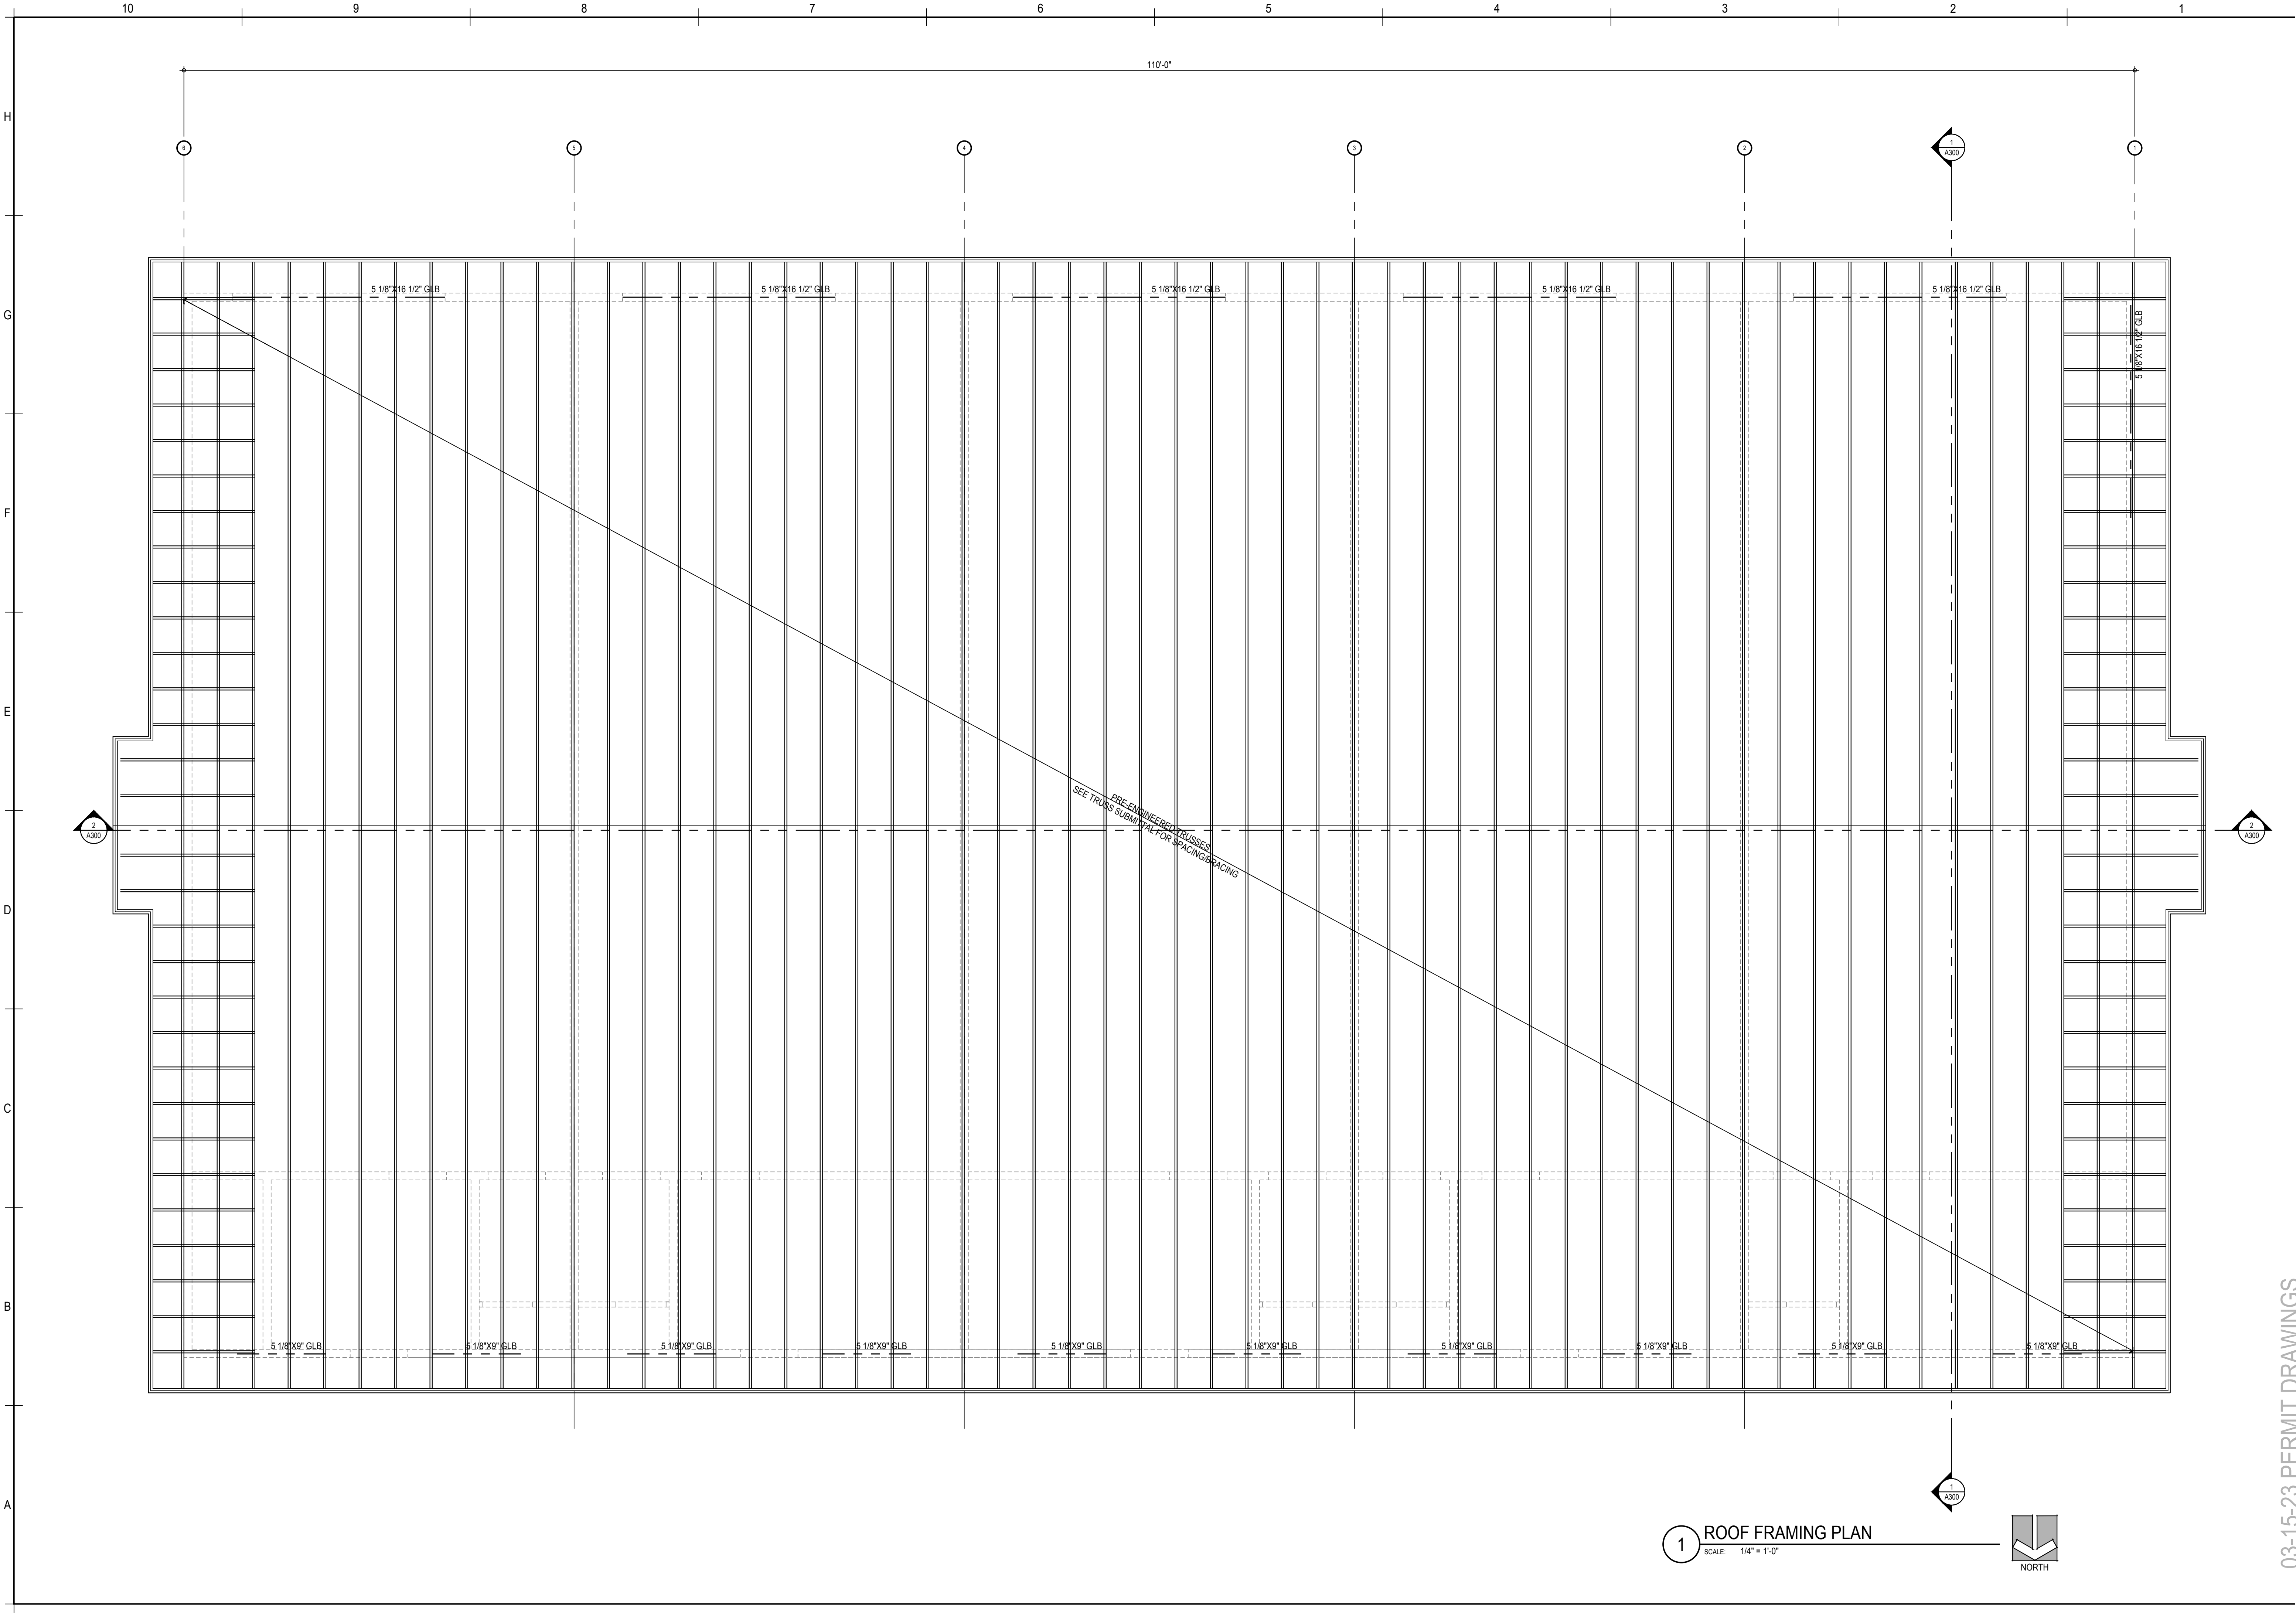 10 9 8 7 6 5 4 3 2 1
110'-0"
H
6 5 4 3 2 1 A300 1
5 1/8"X16 1/2" GLB 5 1/8"X16 1/2" GLB 5 1/8"X16 1/2" GLB 5 1/8"X16 1/2" GLB 5 1/8"X16 1/2" GLB
G
5 1/8"X16 1/2" GLB
F
E
PRE-ENGINEERED TRUSSES.
SEE TRUSS SUBMITTAL FOR SPACING/BRACING
2
A300
2
A300
D
C
B
5 1/8"X9" GLB 5 1/8"X9" GLB 5 1/8"X9" GLB 5 1/8"X9" GLB 5 1/8"X9" GLB 5 1/8"X9" GLB 5 1/8"X9" GLB 5 1/8"X9" GLB 5 1/8"X9" GLB 5 1/8"X9" GLB
1
A300
A
1 ROOF FRAMING PLAN
SCALE: 1/4" = 1'-0"
NORTH
03-15-23 PERMIT DRAWINGS